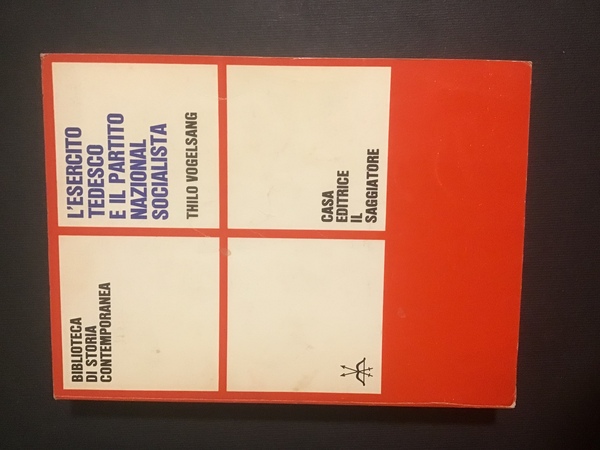 BIBLIOTECA
DI STORIA
CONTEMPORANEA
L'ESERCITO
TEDESCO
E IL PARTITO
NAZIONAL
SOCIALISTA
THILO VOGELSANG
CASA
EDITRICE
IL
SAGGIATORE